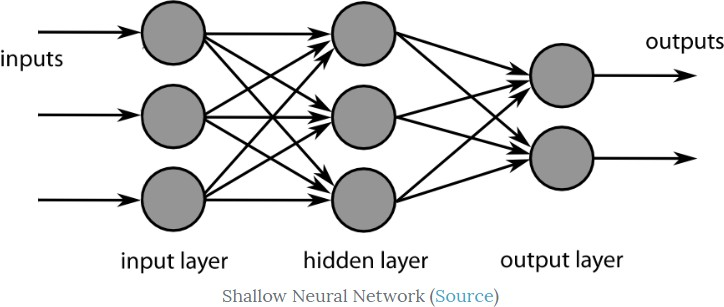 inputs
outputs
input layer
hidden layer
output layer
Shallow Neural Network (Source)